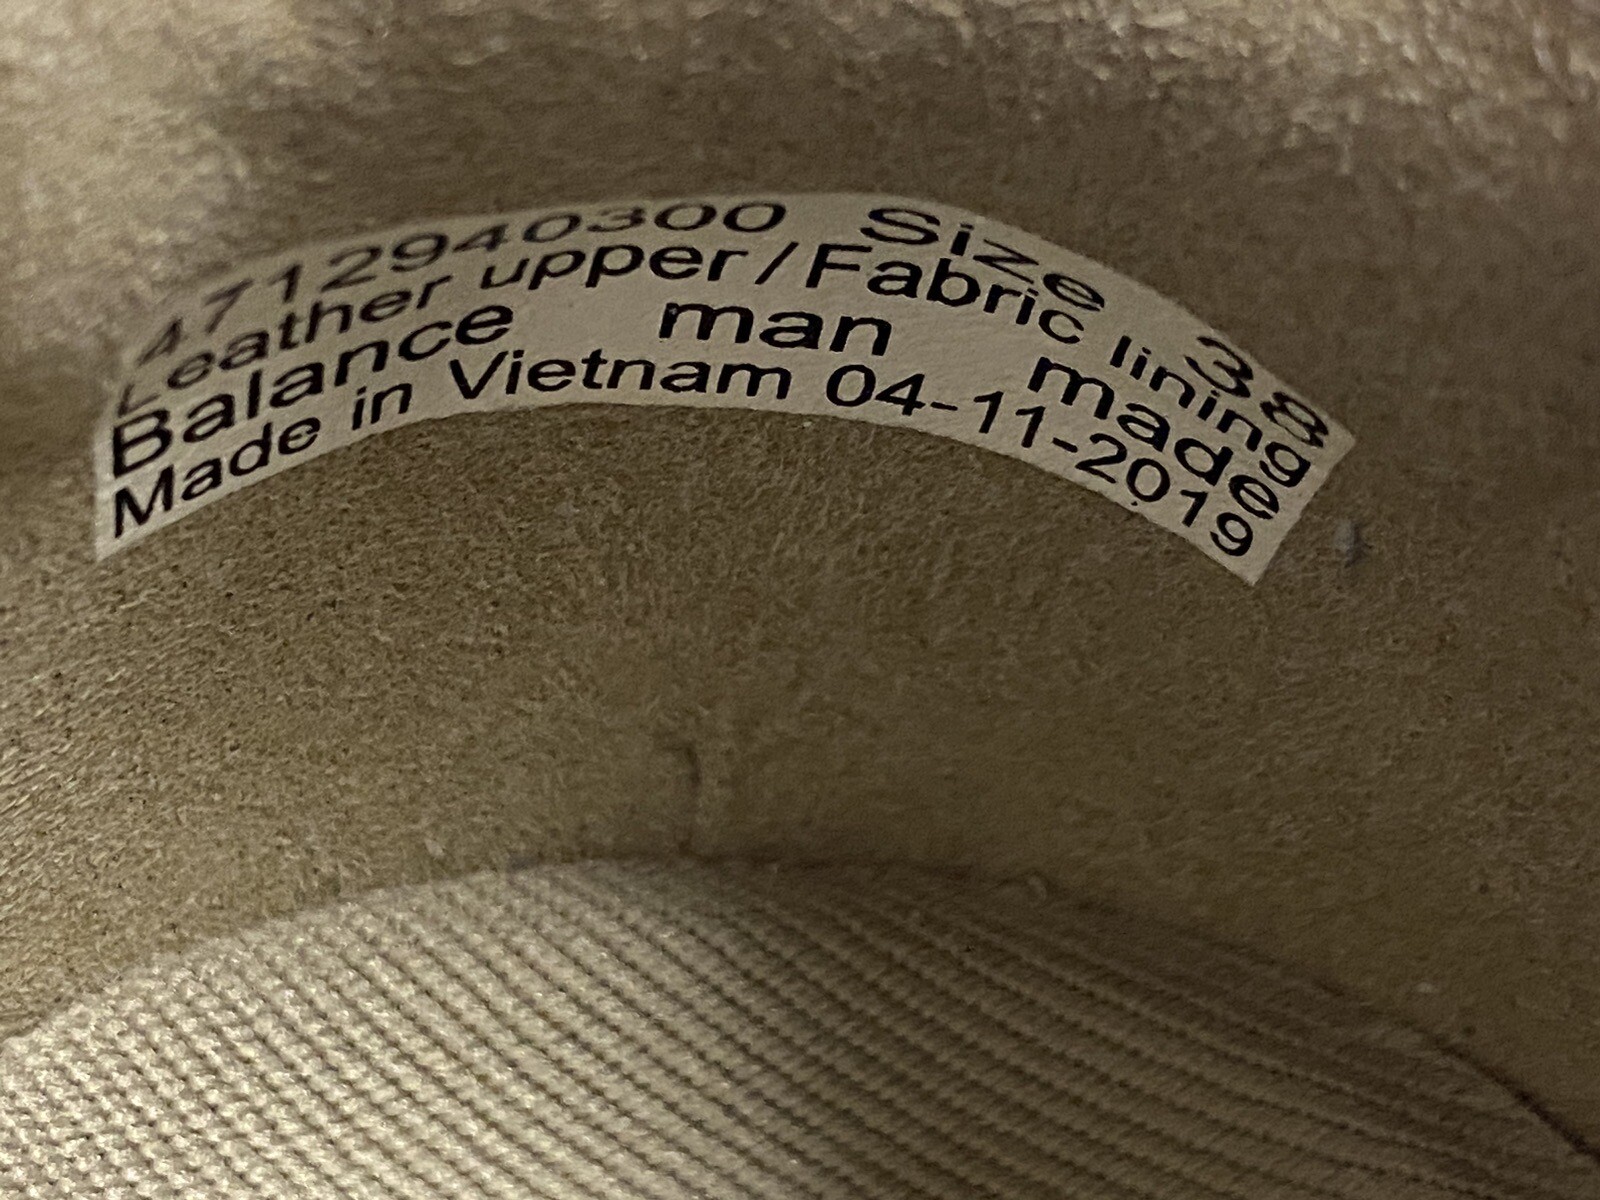 4712940300 Size 38
Leather upper/Fabric lining
Balance man made
Made in Vietnam 04-11-2019